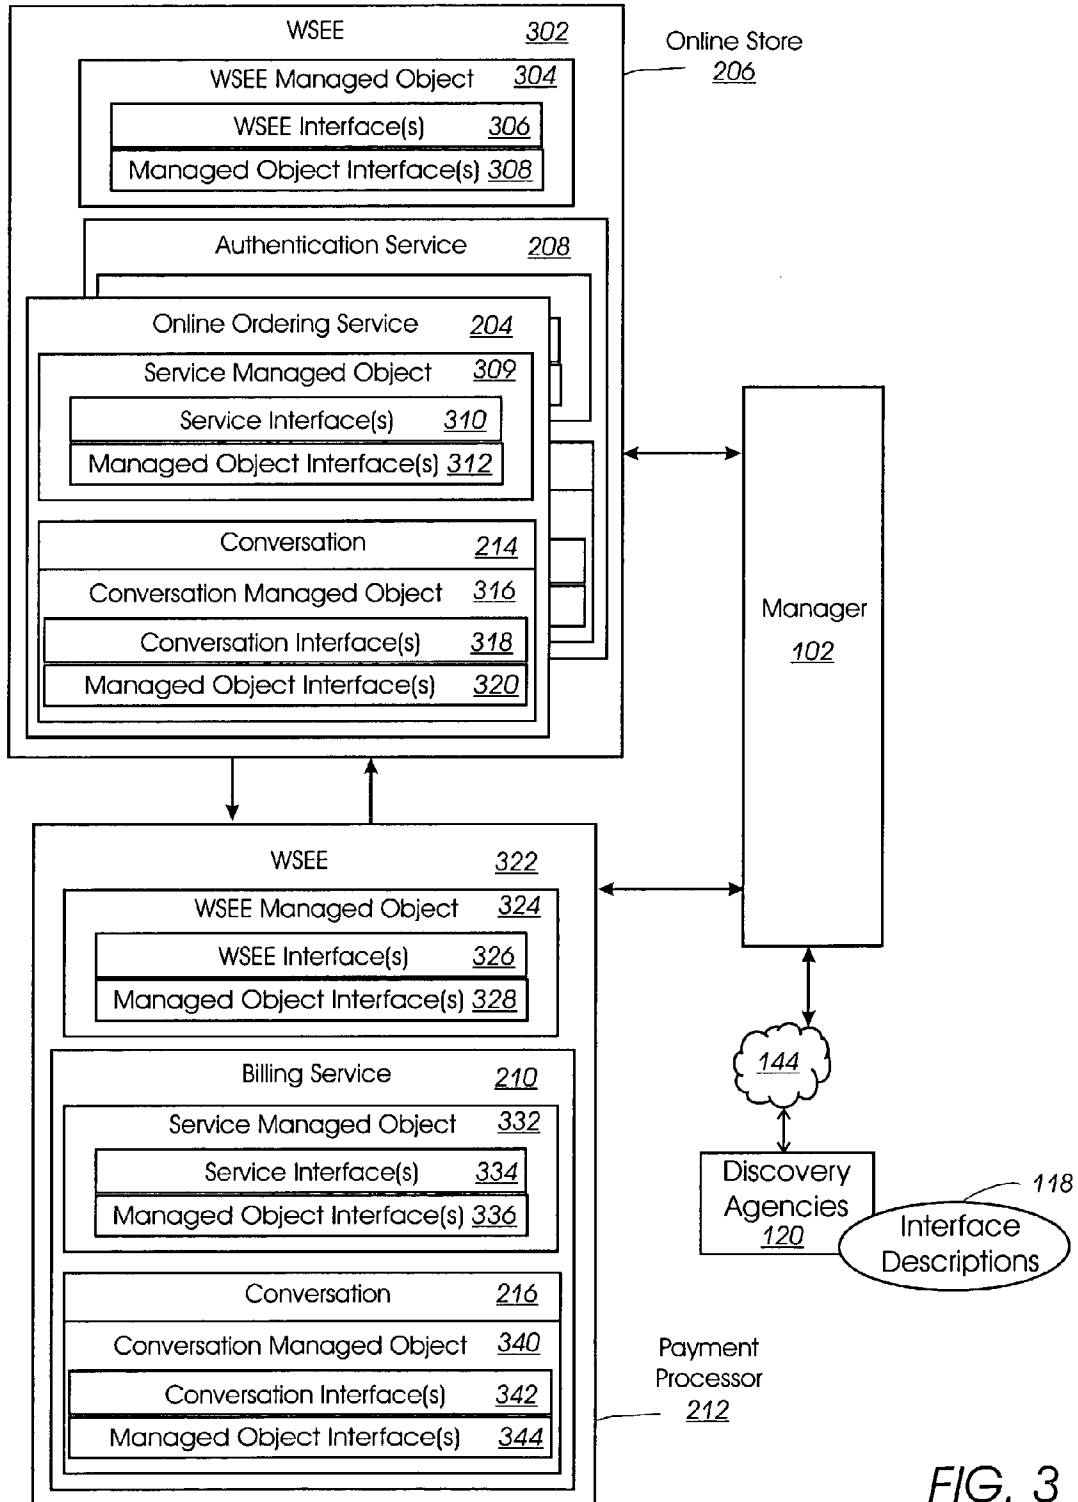 WSEE 302
WSEE Managed Object 304
WSEE Interface(s) 306
Managed Object Interface(s) 308
Authentication Service 208
Online Ordering Service 204
Service Managed Object 309
Service Interface(s) 310
Managed Object Interface(s) 312
Conversation 214
Conversation Managed Object 316
Conversation Interface(s) 318
Managed Object Interface(s) 320
Online Store
206
Manager
102
WSEE 322
WSEE Managed Object 324
WSEE Interface(s) 326
Managed Object Interface(s) 328
Billing Service 210
Service Managed Object 332
Service Interface(s) 334
Managed Object Interface(s) 336
Conversation 216
Conversation Managed Object 340
Conversation Interface(s) 342
Managed Object Interface(s) 344
144
Discovery
Agencies
120
118
Interface
Descriptions
Payment
Processor
212
FIG. 3